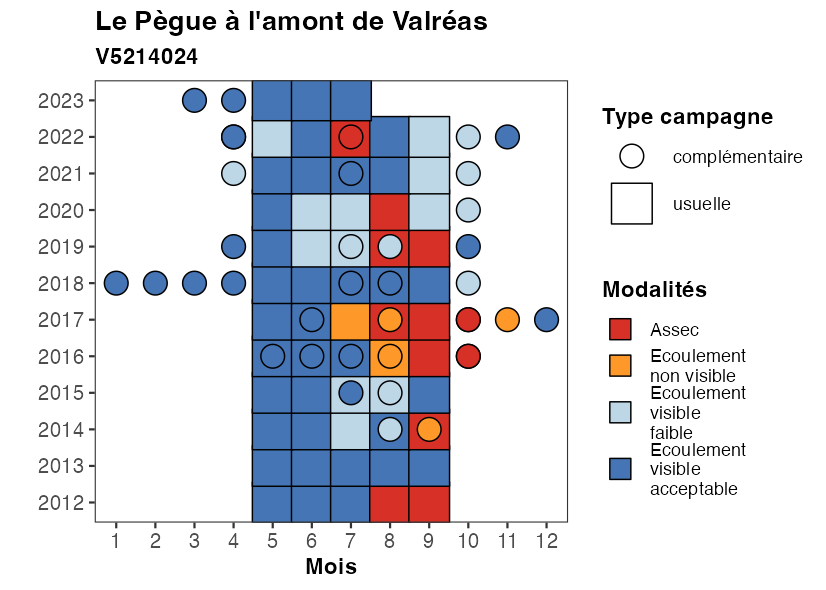 Le Pègue à l'amont de Valréas
V5214024
2023
2022
2021
2020
2019
2018
2017
2016
2015
2014
2013
2012
1 2 3 4 5 6 7 8 9 10 11 12
Mois
Type campagne
complémentaire
usuelle
Modalités
Assec
Ecoulement
non visible
Ecoulement
visible
faible
Ecoulement
visible
acceptable